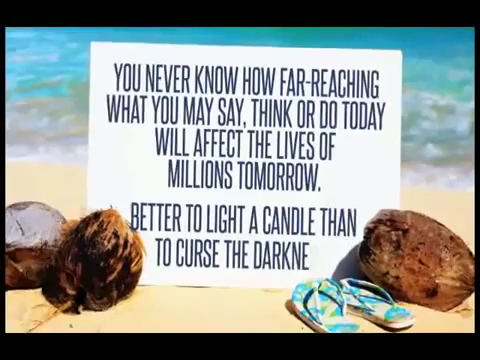 YOU NEVER KNOW HOW FAR-REACHING
WHAT YOU MAY SAY, THINK OR DO TODAY
WILL AFFECT THE LIVES OF
MILLIONS TOMORROW.
BETTER TO LIGHT A CANDLE THAN
TO CURSE THE DARKNE